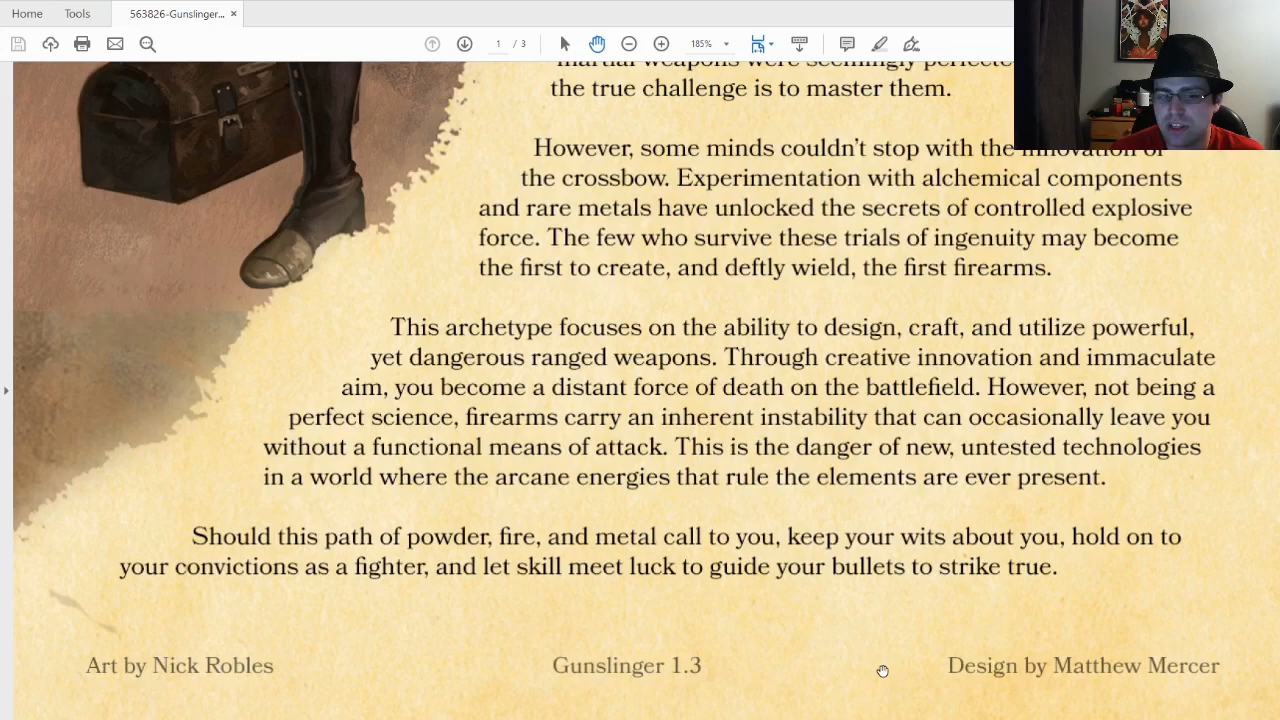 Home Tools 563826-Gunslinger... ×
1 / 3 185%
martial weapons were seemingly
the true challenge is to master them.
However, some minds couldn't stop with the innovation of
the crossbow. Experimentation with alchemical components
and rare metals have unlocked the secrets of controlled explosive
force. The few who survive these trials of ingenuity may become
the first to create, and deftly wield, the first firearms.
This archetype focuses on the ability to design, craft, and utilize powerful,
yet dangerous ranged weapons. Through creative innovation and immaculate
aim, you become a distant force of death on the battlefield. However, not being a
perfect science, firearms carry an inherent instability that can occasionally leave you
without a functional means of attack. This is the danger of new, untested technologies
in a world where the arcane energies that rule the elements are ever present.
Should this path of powder, fire, and metal call to you, keep your wits about you, hold on to
your convictions as a fighter, and let skill meet luck to guide your bullets to strike true.
Art by Nick Robles Gunslinger 1.3 Design by Matthew Mercer